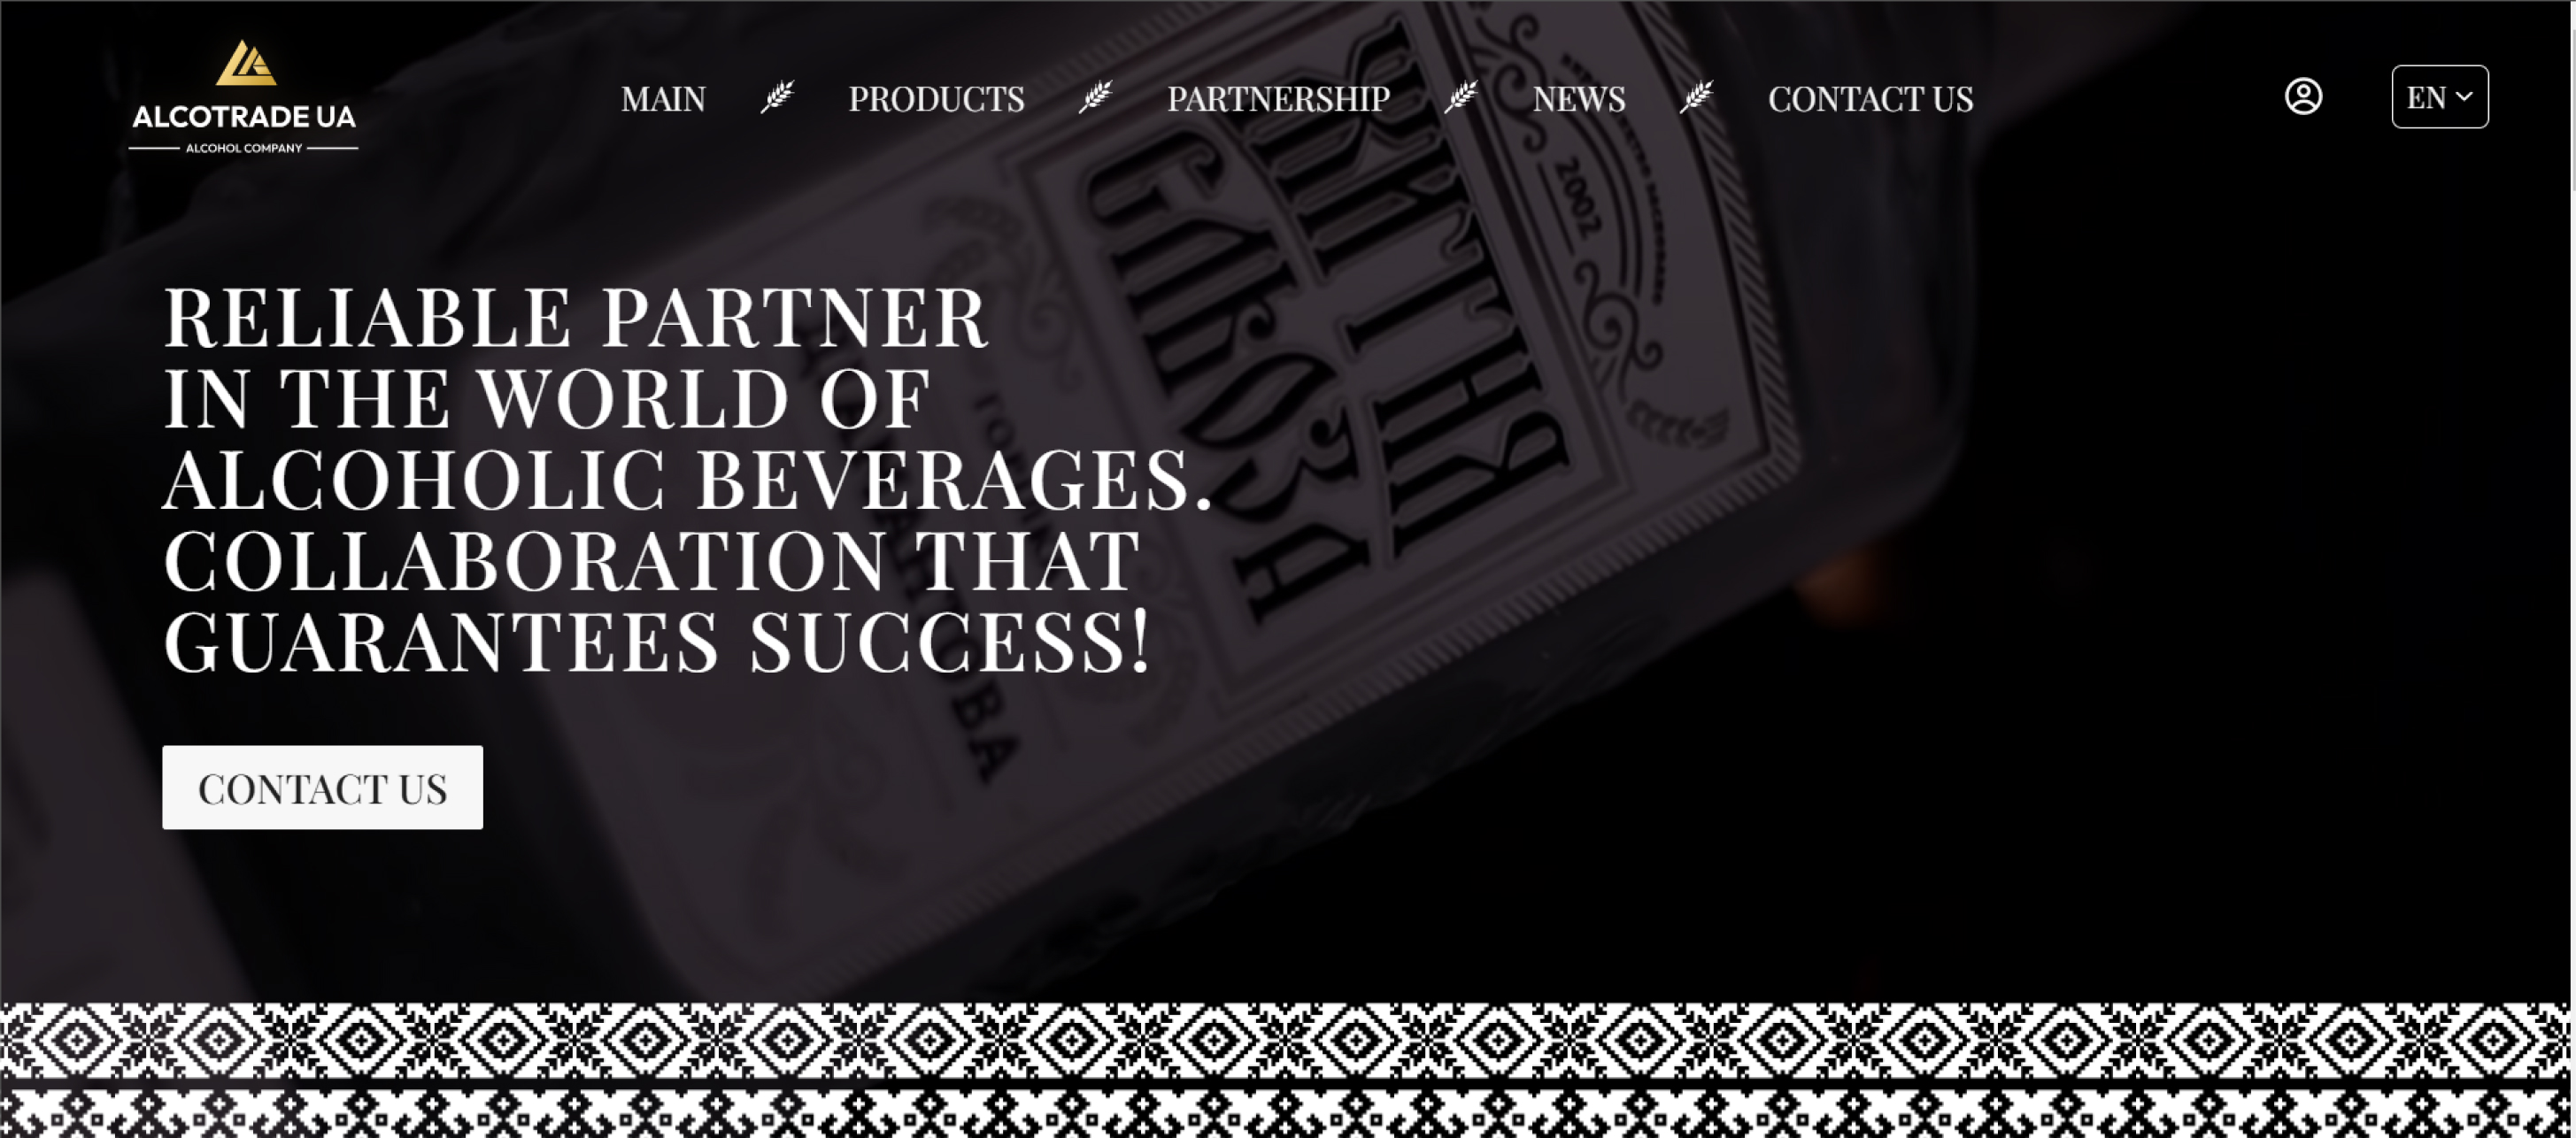 ALCOTRADE UA
ALCOHOL COMPANY
MAIN
PRODUCTS
PARTNERSHIP
NEWS
CONTACT US
EN
RELIABLE PARTNER
IN THE WORLD OF
ALCOHOLIC BEVERAGES.
COLLABORATION THAT
GUARANTEES SUCCESS!
CONTACT US
2002